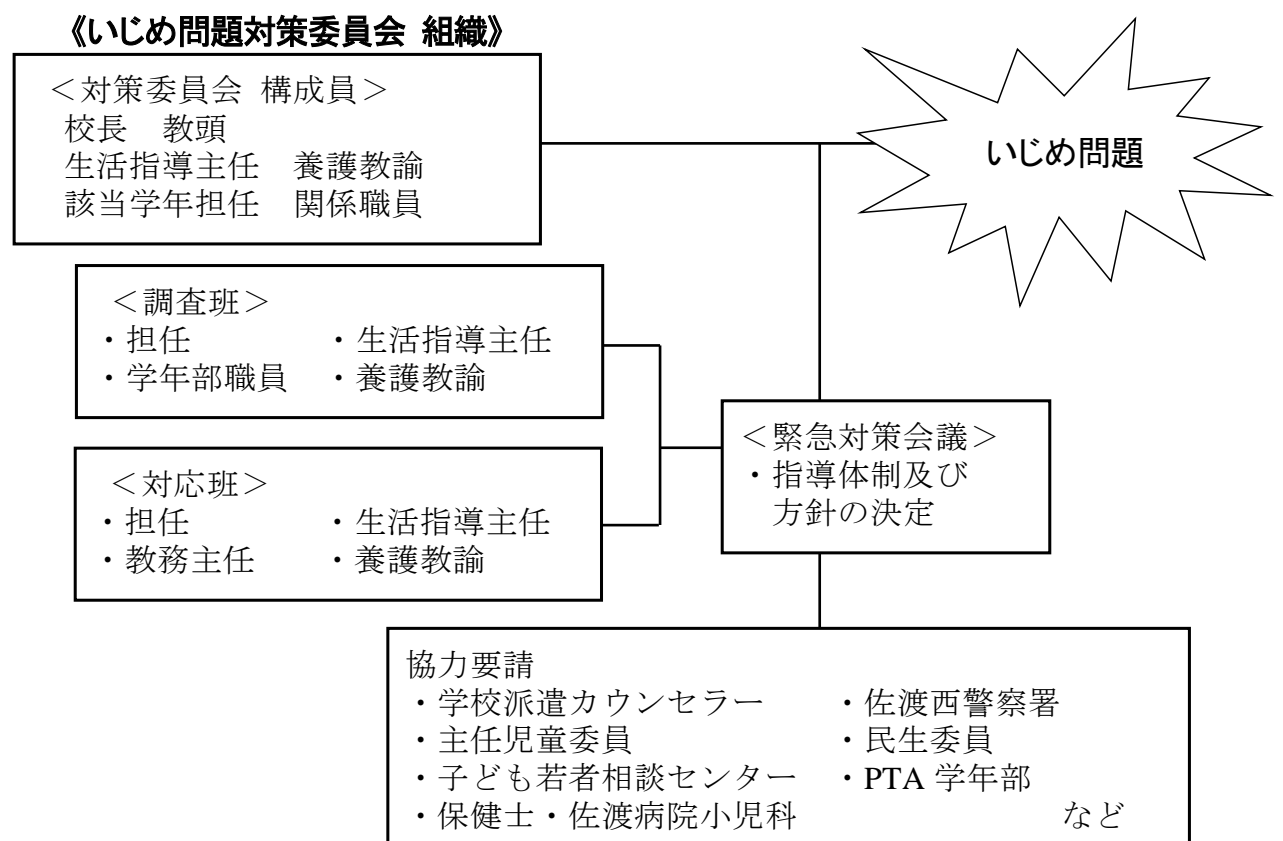 《いじめ問題対策委員会 組織》
＜対策委員会 構成員＞
校長 教頭
生活指導主任 養護教諭
該当学年担任 関係職員
いじめ問題
＜調査班＞
・担任 ・生活指導主任
・学年部職員 ・養護教諭
＜緊急対策会議＞
・指導体制及び
方針の決定
＜対応班＞
・担任 ・生活指導主任
・教務主任 ・養護教諭
協力要請
・学校派遣カウンセラー ・佐渡西警察署
・主任児童委員 ・民生委員
・子ども若者相談センター ・PTA 学年部
・保健士・佐渡病院小児科 など